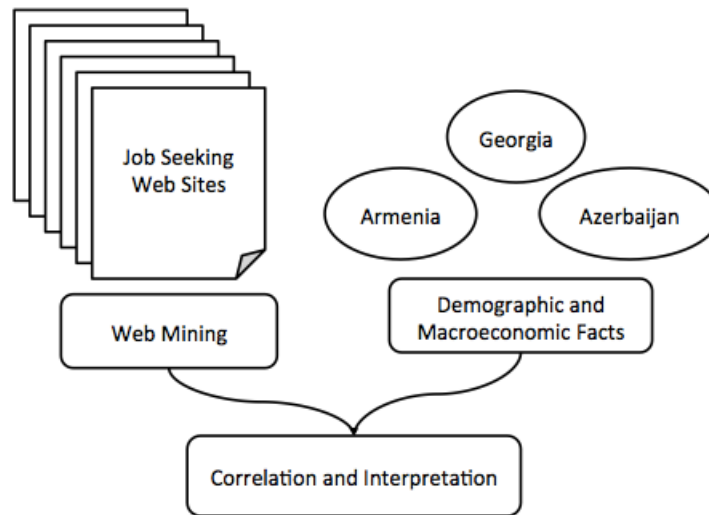 Job Seeking
Web Sites
Georgia
Armenia
Azerbaijan
Web Mining
Demographic and
Macroeconomic Facts
Correlation and Interpretation